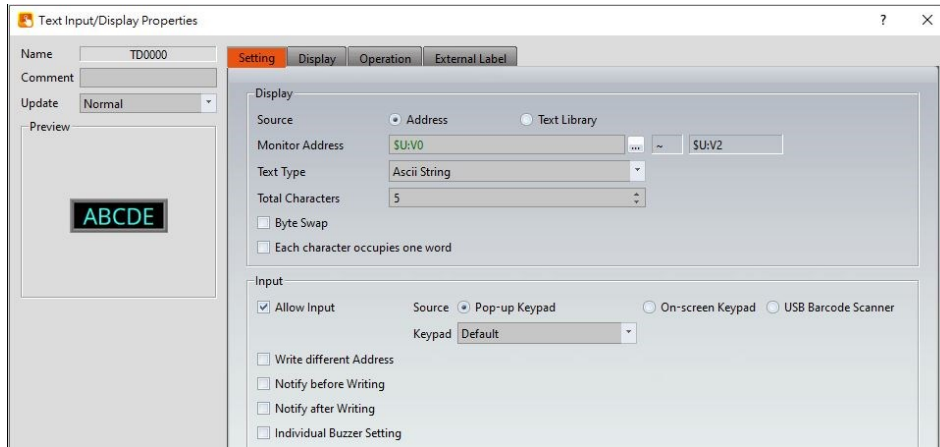 Text Input/Display Properties ? ×
Name TD0000
Comment
Update Normal
Preview
ABCDE
Setting Display Operation External Label
Display
Source Address Text Library
Monitor Address $U:V0 ... ~ $U:V2
Text Type Ascii String
Total Characters 5
Byte Swap
Each character occupies one word
Input
Allow Input Source Pop-up Keypad On-screen Keypad USB Barcode Scanner
Keypad Default
Write different Address
Notify before Writing
Notify after Writing
Individual Buzzer Setting